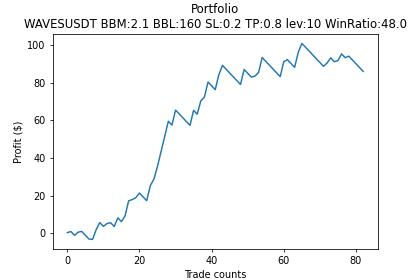 Portfolio
WAVESUSDT BBM:2.1 BBL:160 SL:0.2 TP:0.8 lev:10 WinRatio:48.0
100
80
60
40
20
0
Profit ($)
0 20 40 60 80
Trade counts